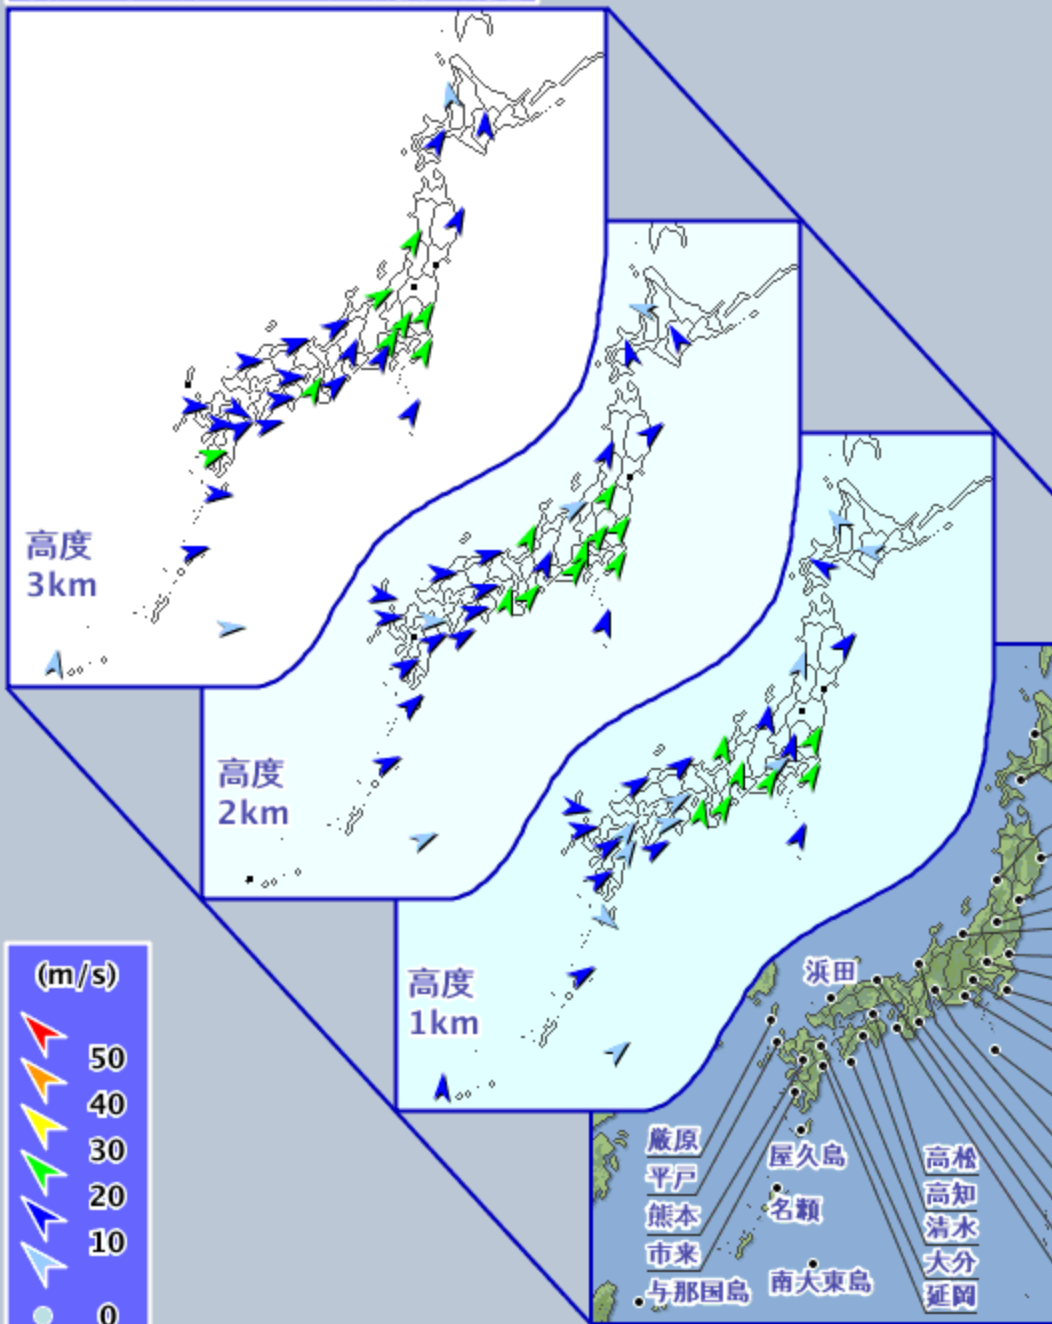 高度
3km
高度
2km
高度
1km
(m/s)
50
40
30
20
10
0
浜田
厳原
平戸
熊本
市来
与那国島
屋久島
名瀬
南大東島
高松
高知
清水
大分
延岡